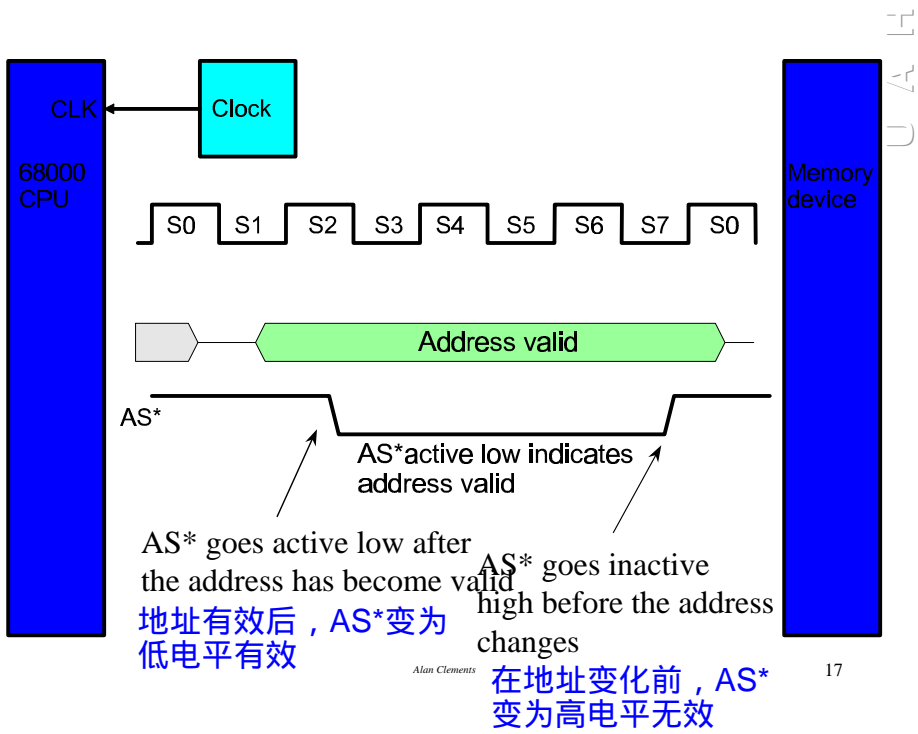 U A H
CLK
Clock
68000
CPU
Memory
device
S0 S1 S2 S3 S4 S5 S6 S7 S0
Address valid
AS*
AS*active low indicates
address valid
AS* goes active low after
the address has become valid
地址有效后，AS*变为
低电平有效
AS* goes inactive
high before the address
changes
在地址变化前，AS*
变为高电平无效
Alan Clements
17